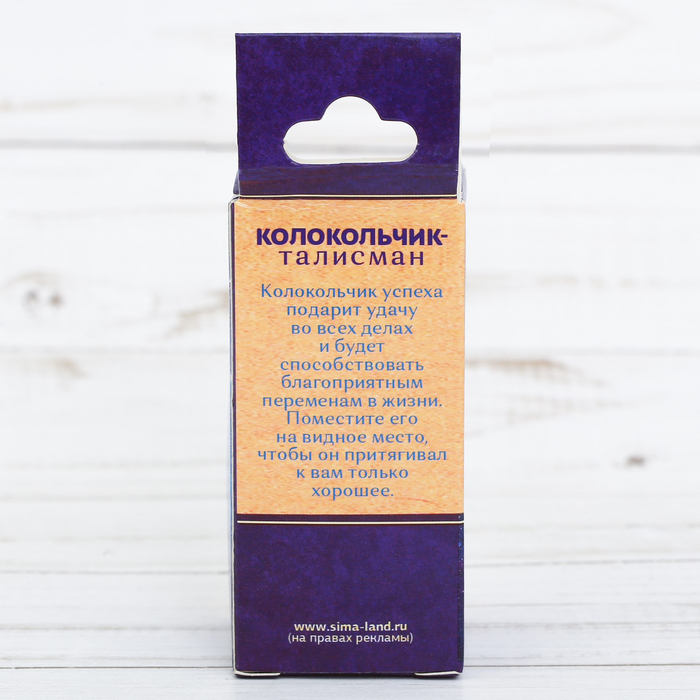 КОЛОКОЛЬЧИК-
талисман
Колокольчик успеха
подарит удачу
во всех делах
и будет
способствовать
благоприятным
переменам в жизни.
Поместите его
на видное место,
чтобы он притягивал
к вам только
хорошее.
www.sima-land.ru
(на правах рекламы)